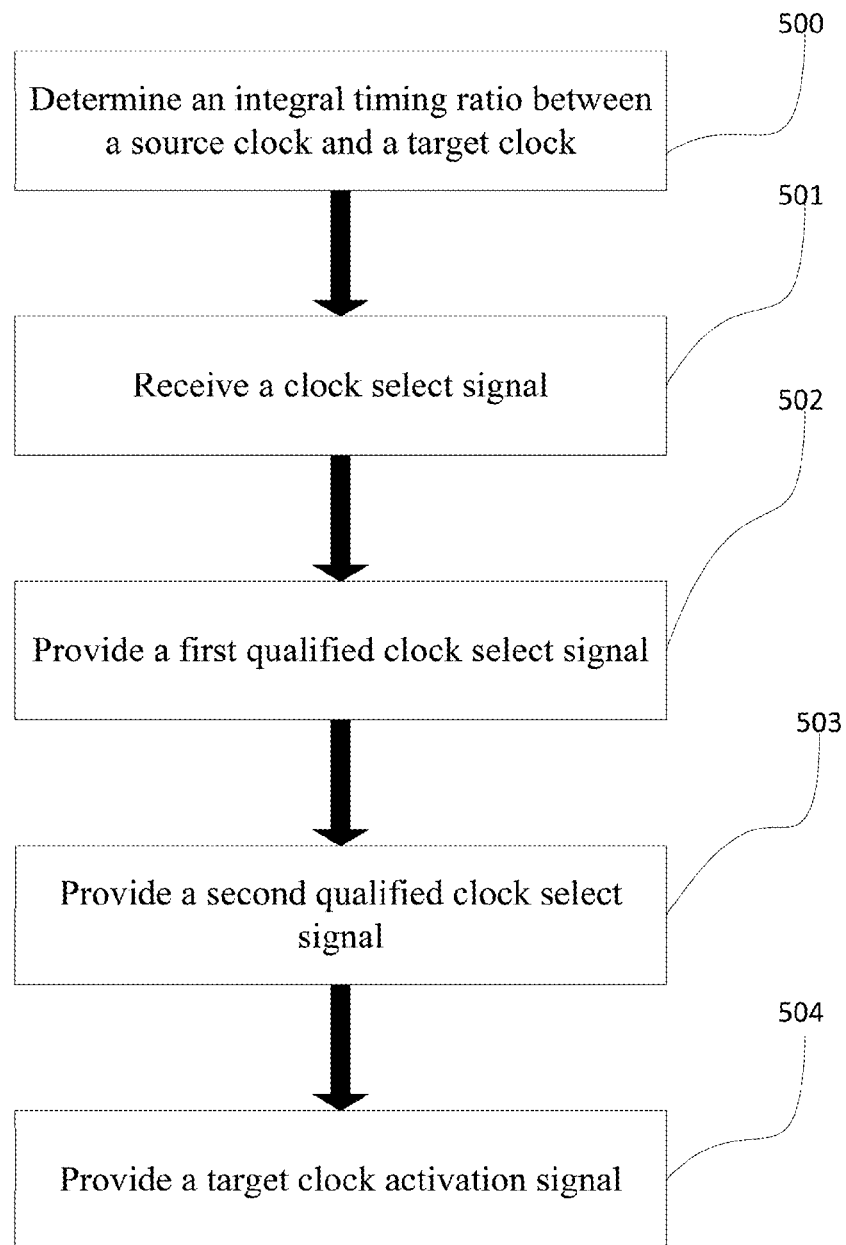 500
Determine an integral timing ratio between
a source clock and a target clock
501
Receive a clock select signal
502
Provide a first qualified clock select signal
503
Provide a second qualified clock select
signal
504
Provide a target clock activation signal